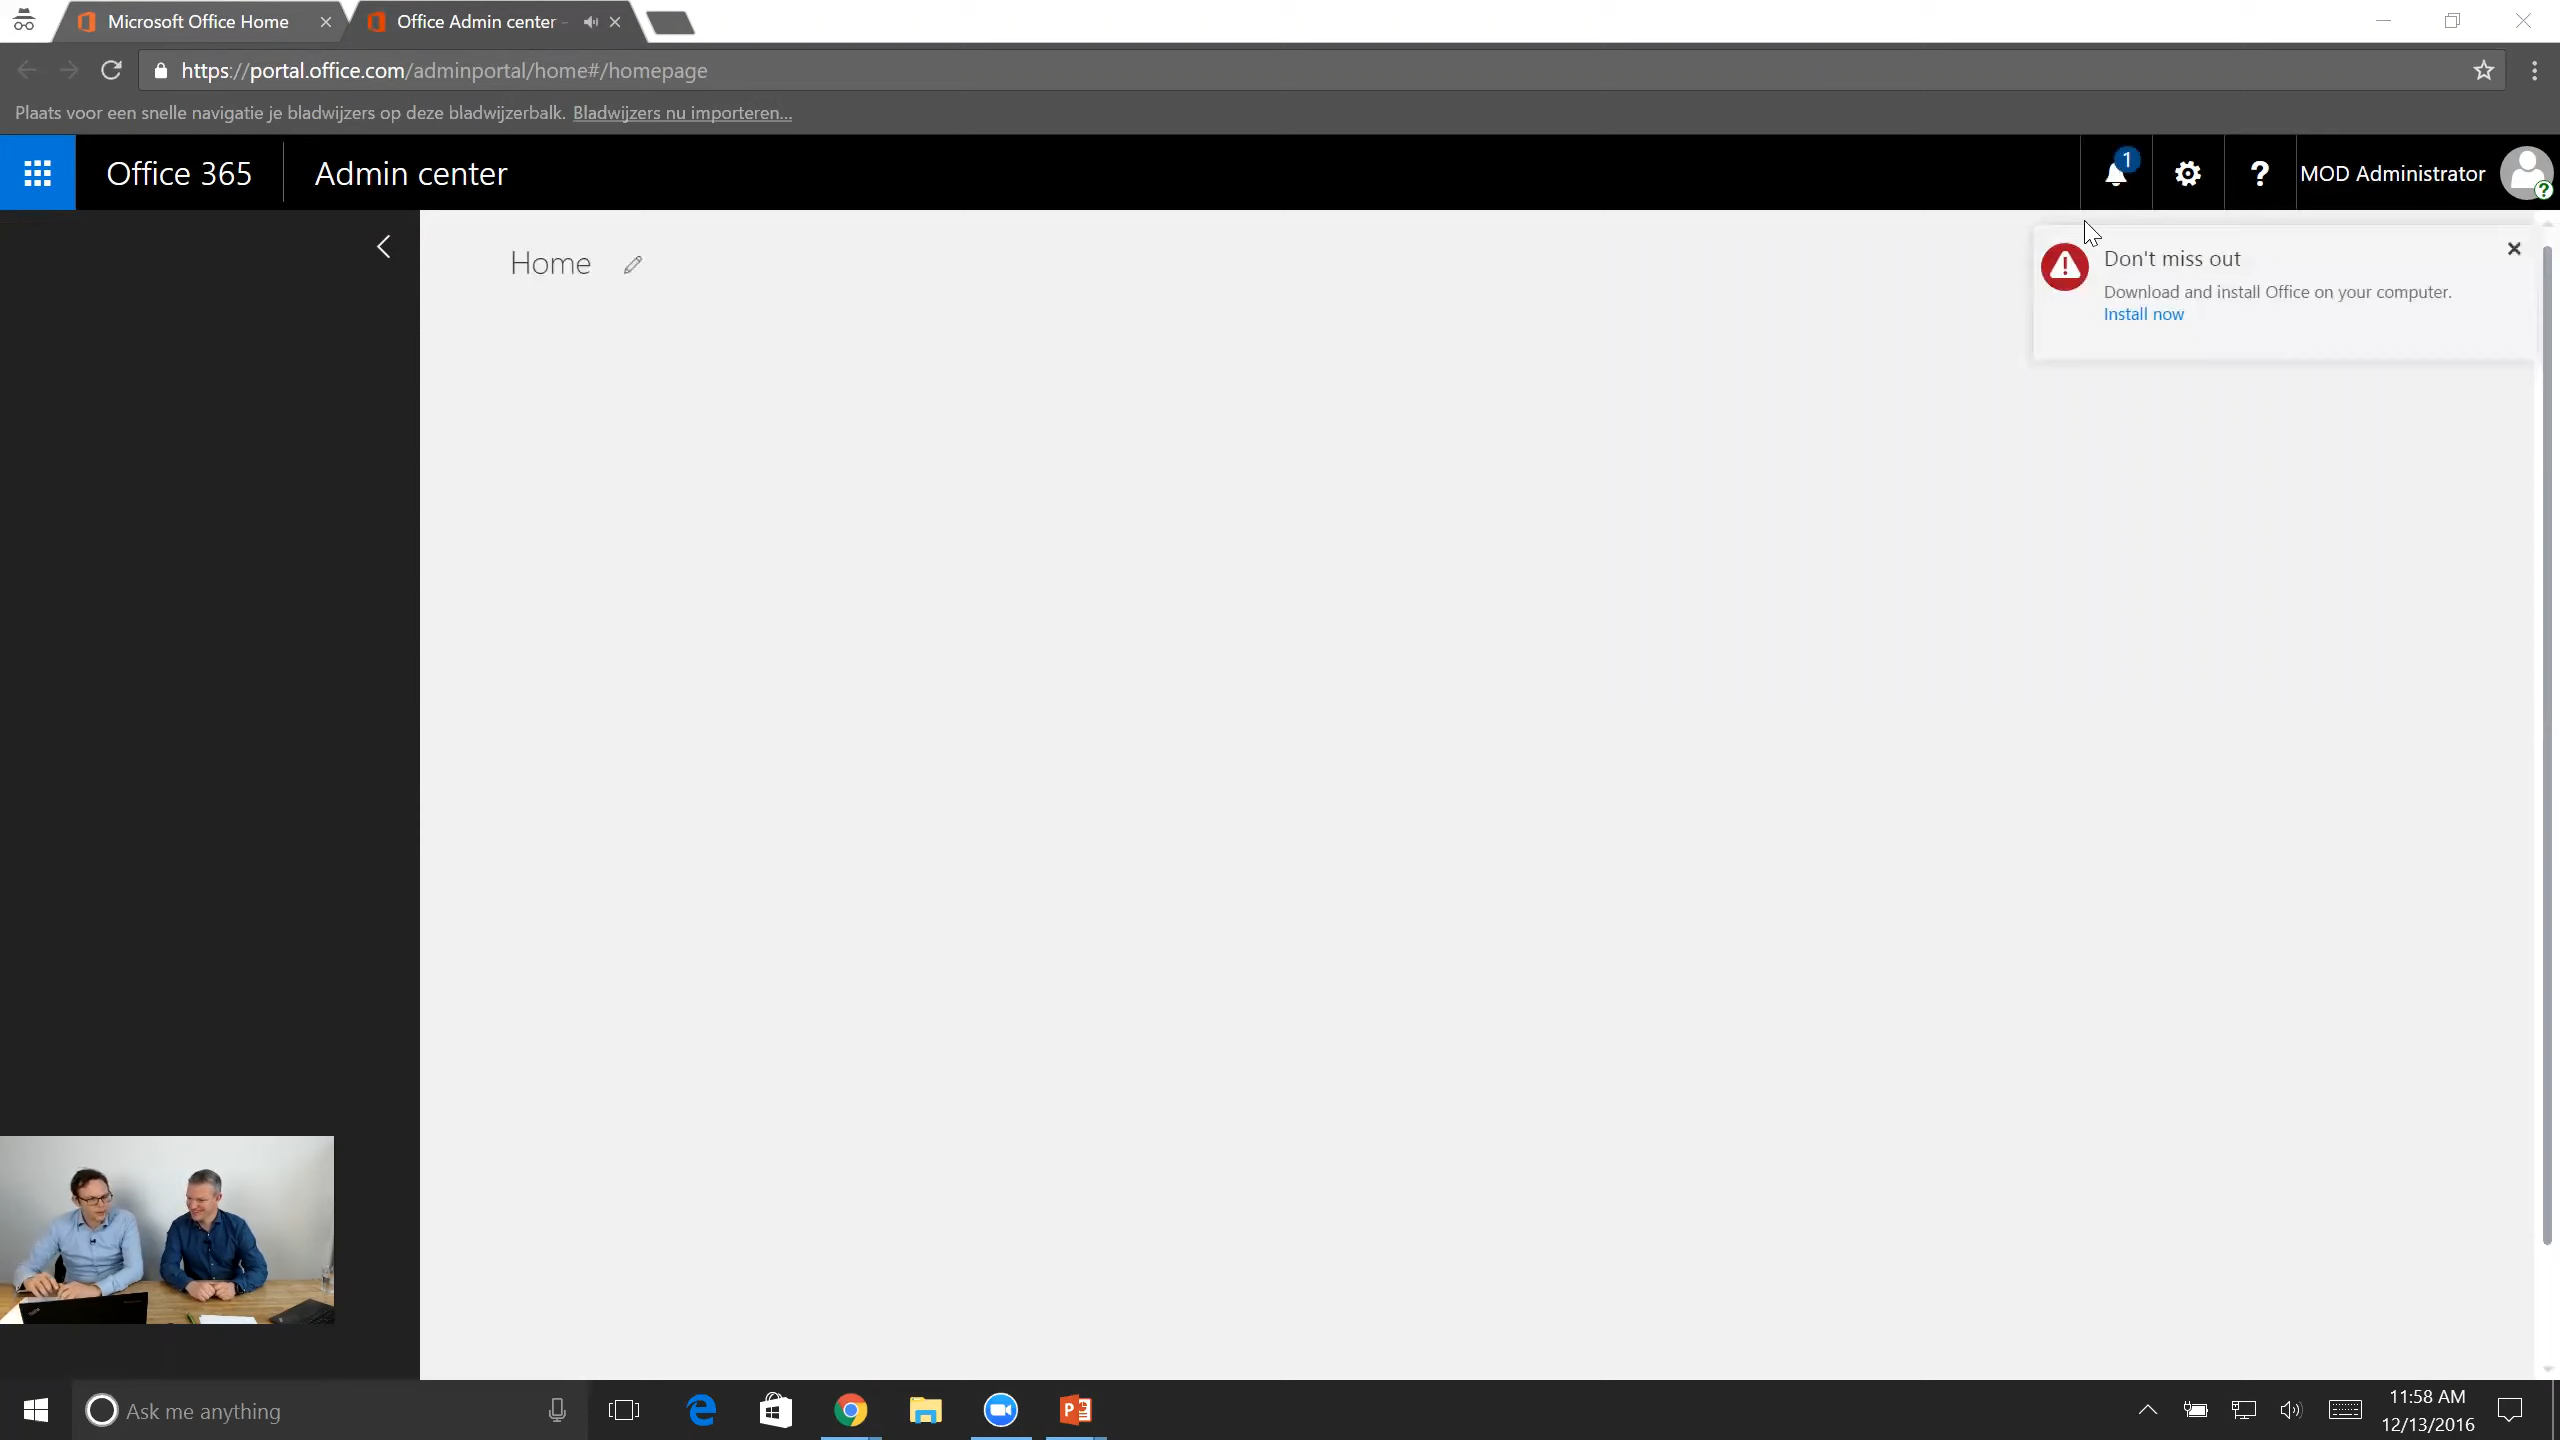 Microsoft Office Home
Office Admin center -
https://portal.office.com/adminportal/home#/homepage
Plaats voor een snelle navigatie je bladwijzers op deze bladwijzerbalk. Bladwijzers nu importeren...
Office 365
Admin center
1
?
MOD Administrator
?
Home
Don't miss out
Download and install Office on your computer.
Install now
Ask me anything
11:58 AM
12/13/2016